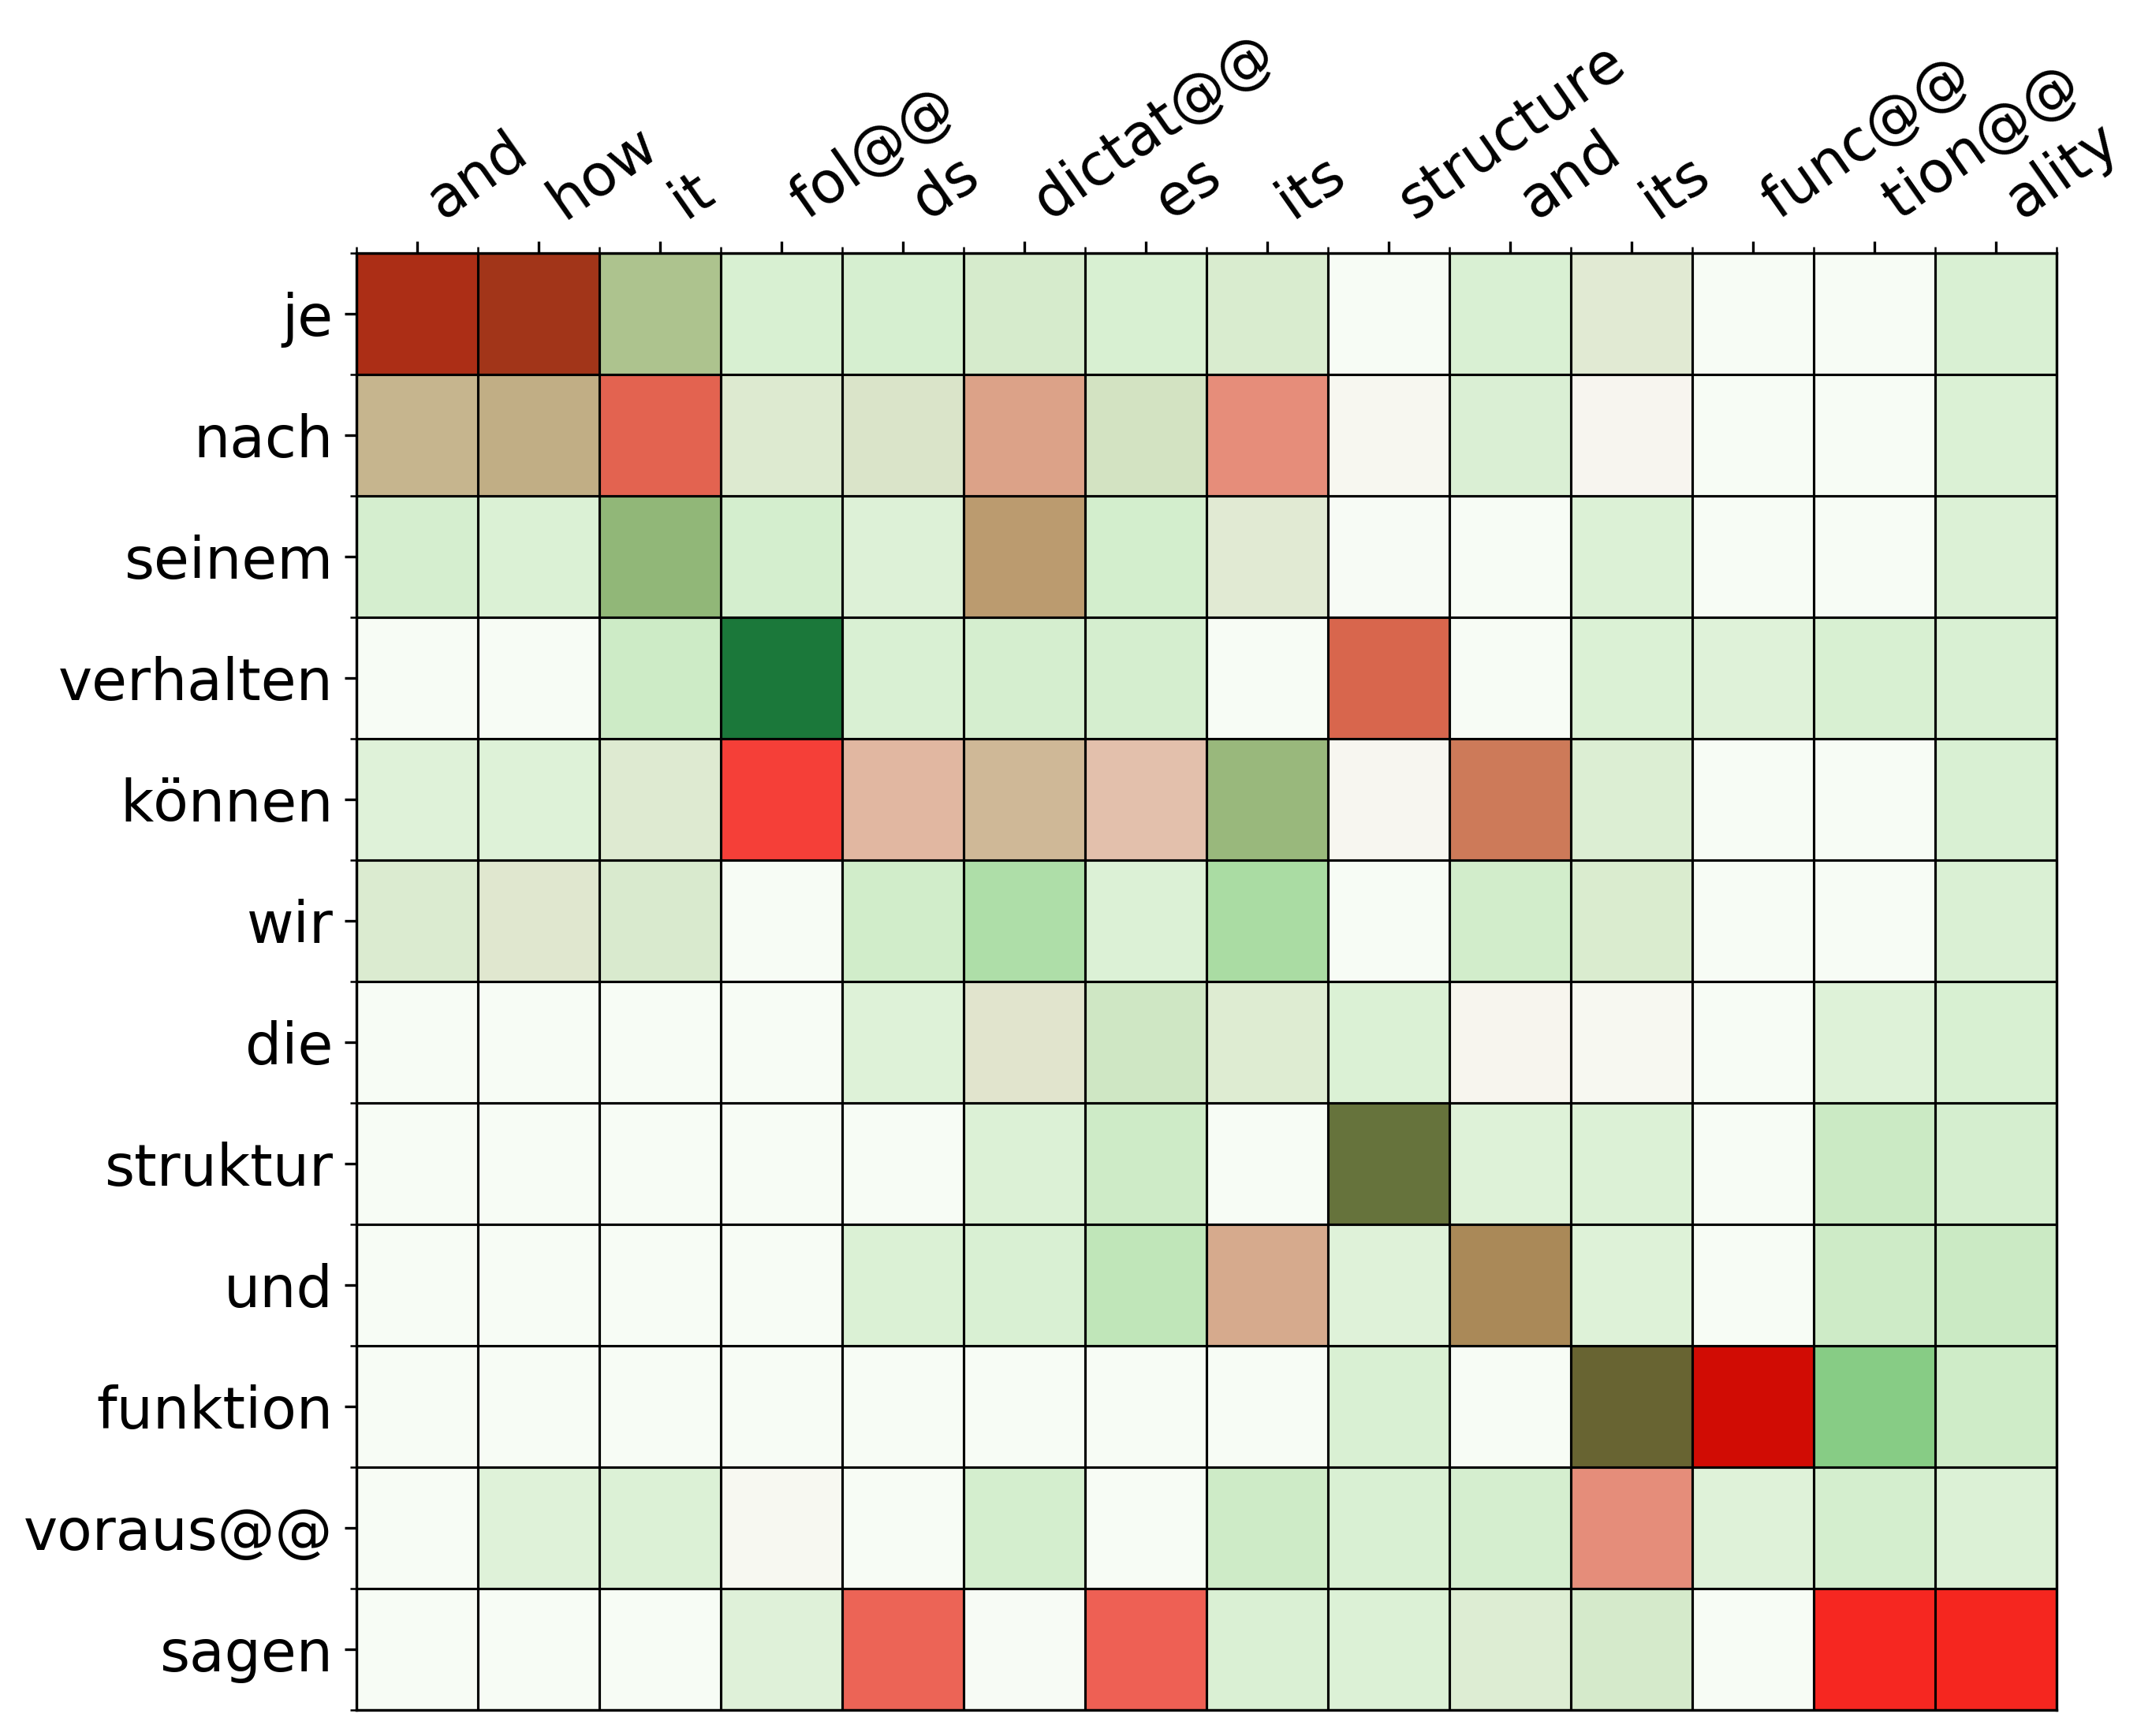 and how it fol@@ ds dictat@@ es its structure and its func@@ tion@@ ality
je
nach
seinem
verhalten
können
wir
die
struktur
und
funktion
voraus@@
sagen